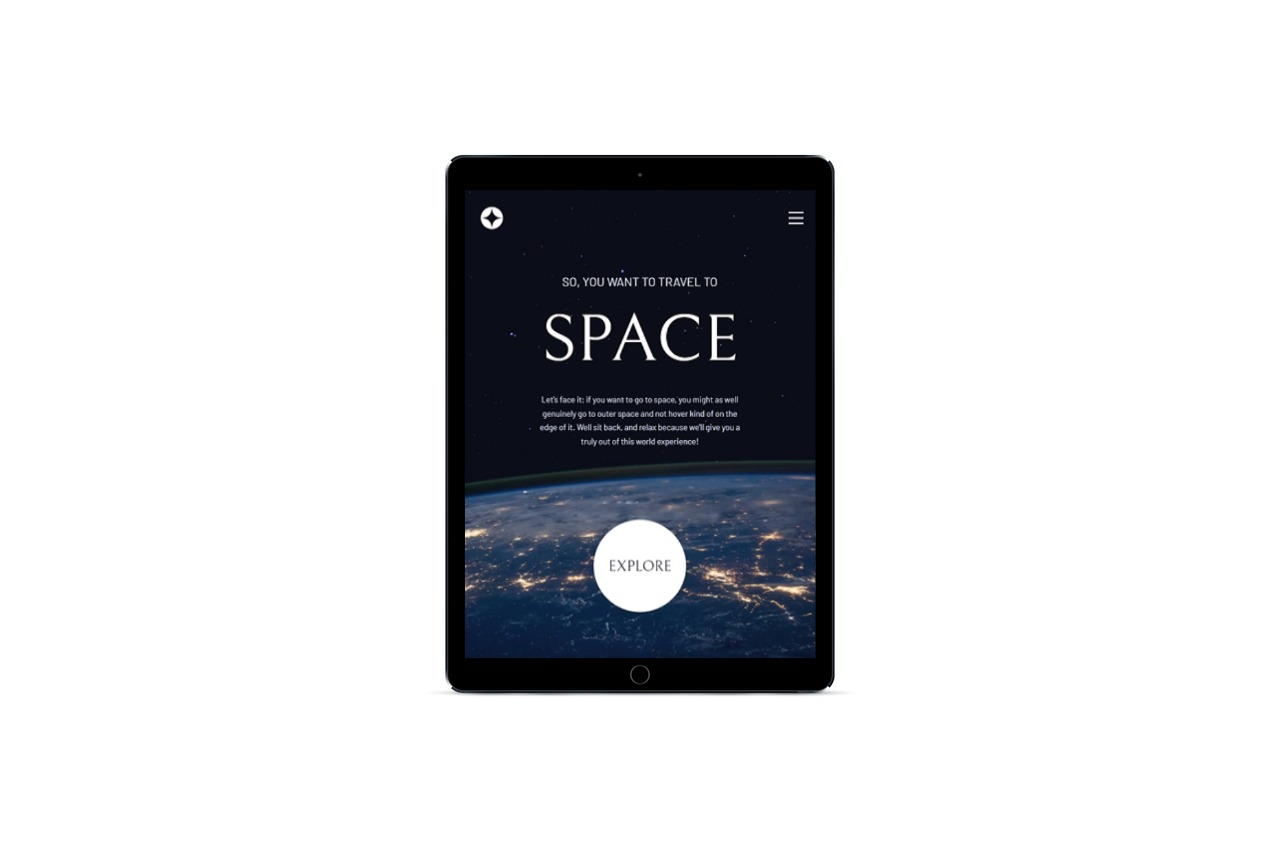 SO, YOU WANT TO TRAVEL TO
SPACE
Let's face it; if you want to go to space, you might as well
genuinely go to outer space and not hover kind of on the
edge of it. Well sit back, and relax because we'll give you a
truly out of this world experience!
EXPLORE